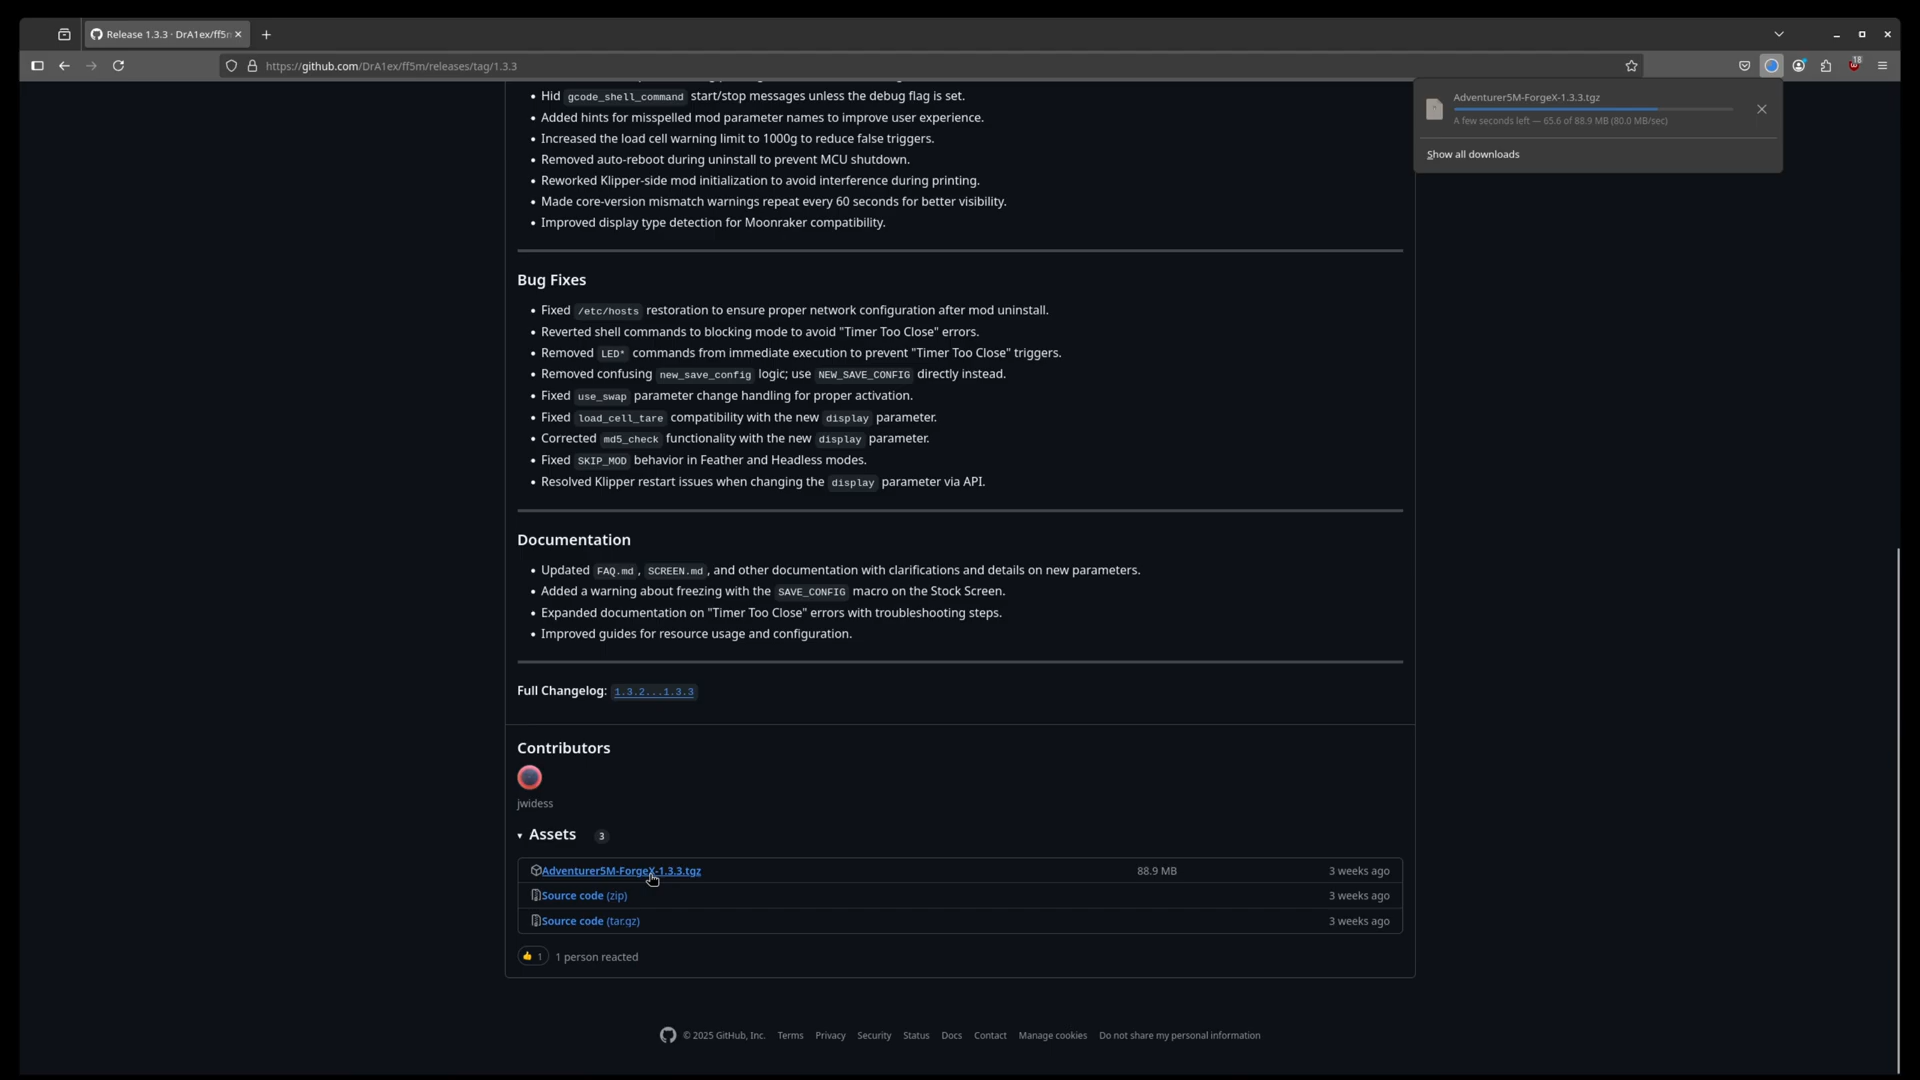 Release 1.3.3 · DrA1ex/ff5m
https://github.com/DrA1ex/ff5m/releases/tag/1.3.3
18
Adventurer5M-ForgeX-1.3.3.tgz
A few seconds left — 65.6 of 88.9 MB (80.0 MB/sec)
Show all downloads
• Hid gcode_shell_command start/stop messages unless the debug flag is set.
• Added hints for misspelled mod parameter names to improve user experience.
• Increased the load cell warning limit to 1000g to reduce false triggers.
• Removed auto-reboot during uninstall to prevent MCU shutdown.
• Reworked Klipper-side mod initialization to avoid interference during printing.
• Made core-version mismatch warnings repeat every 60 seconds for better visibility.
• Improved display type detection for Moonraker compatibility.
Bug Fixes
• Fixed /etc/hosts restoration to ensure proper network configuration after mod uninstall.
• Reverted shell commands to blocking mode to avoid "Timer Too Close" errors.
• Removed LED* commands from immediate execution to prevent "Timer Too Close" triggers.
• Removed confusing new_save_config logic; use NEW_SAVE_CONFIG directly instead.
• Fixed use_swap parameter change handling for proper activation.
• Fixed load_cell_tare compatibility with the new display parameter.
• Corrected md5_check functionality with the new display parameter.
• Fixed SKIP_MOD behavior in Feather and Headless modes.
• Resolved Klipper restart issues when changing the display parameter via API.
Documentation
• Updated FAQ.md, SCREEN.md, and other documentation with clarifications and details on new parameters.
• Added a warning about freezing with the SAVE_CONFIG macro on the Stock Screen.
• Expanded documentation on "Timer Too Close" errors with troubleshooting steps.
• Improved guides for resource usage and configuration.
Full Changelog: 1.3.2...1.3.3
Contributors
jwidess
Assets 3
Adventurer5M-ForgeX-1.3.3.tgz 88.9 MB 3 weeks ago
Source code (zip) 3 weeks ago
Source code (tar.gz) 3 weeks ago
👍 1 1 person reacted
© 2025 GitHub, Inc. Terms Privacy Security Status Docs Contact Manage cookies Do not share my personal information